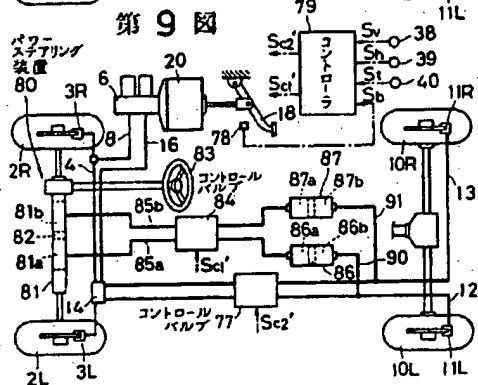 11L
第9図
79
Sv
38
Sc2'
コントローラ
Sh
39
Sc1'
St
40
Sb
パワー
ステアリング
装置
80
6
20
18
78
3R
2R
4
8
16
83
コントロール
バルブ
84
87
87a
87b
11R
10R
13
81b
82
81a
81
85b
85a
Sc1'
86a
86b
86
91
90
14
コントロール
バルブ
77
Sc2'
12
2L
3L
10L
11L